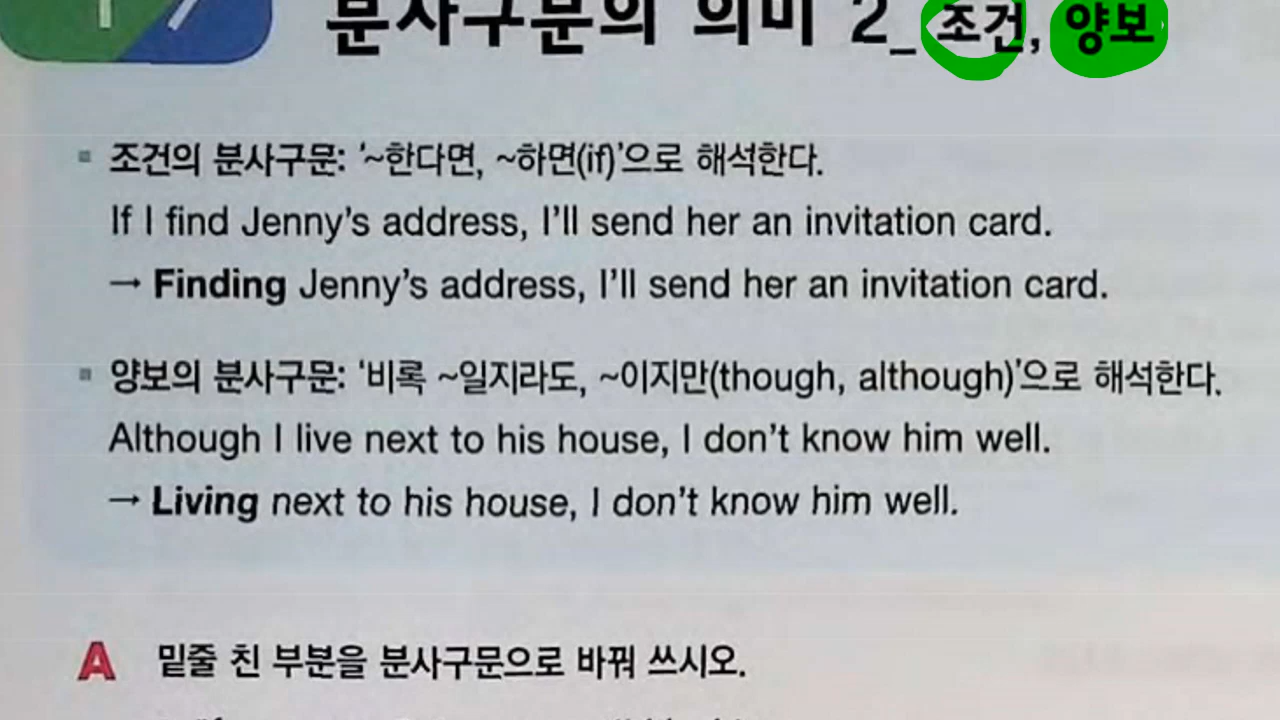 분사구문의 의미 2_ 조건, 양보
조건의 분사구문: ‘~한다면, ~하면(if)’으로 해석한다.
If I find Jenny’s address, I’ll send her an invitation card.
→ Finding Jenny’s address, I’ll send her an invitation card.
양보의 분사구문: ‘비록 ~일지라도, ~이지만(though, although)’으로 해석한다.
Although I live next to his house, I don’t know him well.
→ Living next to his house, I don’t know him well.
A 밑줄 친 부분을 분사구문으로 바꿔 쓰시오.